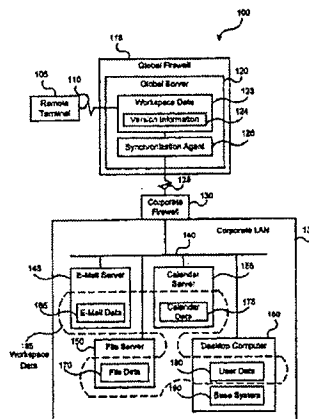 100
115
Global Firewall
120
Global Server
105
110
Remote Terminal
Workspace Data
123
Version Information
124
Synchronization Agent
126
128
130
Corporate Firewall
Corporate LAN
140
145
E-Mail Server
Calendar Server
155
165
E-Mail Data
Calendar Data
175
185
Workspace Data
150
File Server
Desktop Computer
160
170
File Data
User Data
180
190
Base System